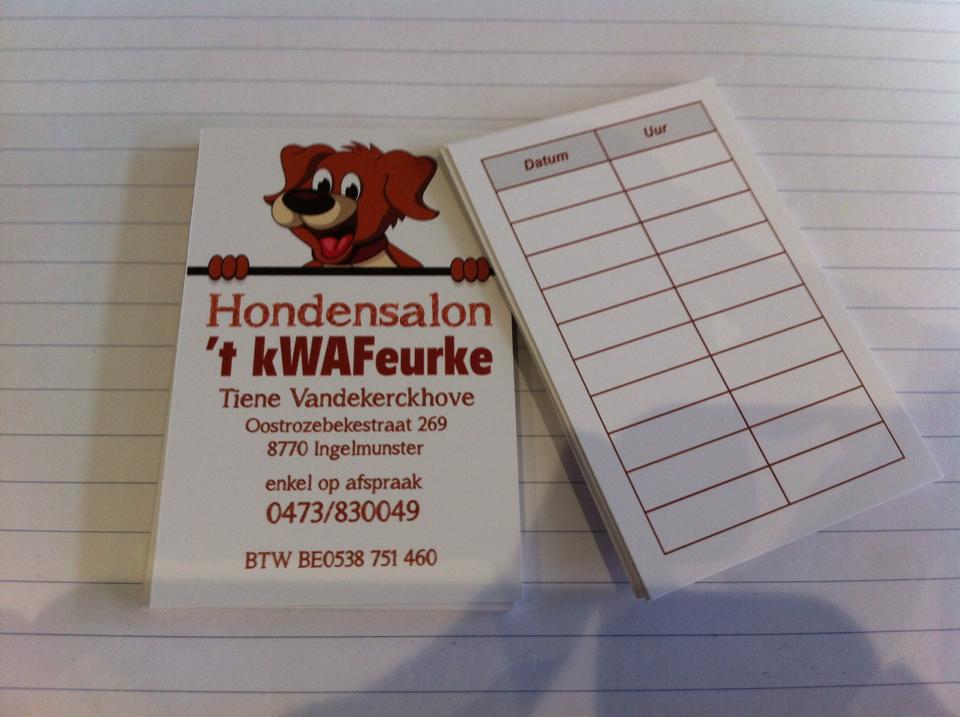 Hondensalon
't kWAFeurke
Tiene Vandekerckhove
Oostrozebekestraat 269
8770 Ingelmunster
enkel op afspraak
0473/830049
BTW BE0538 751 460
Datum Uur